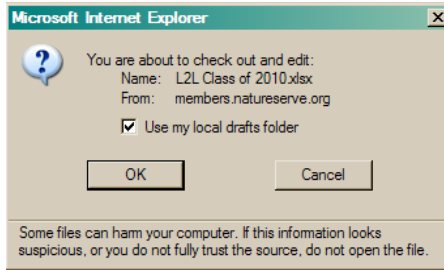 Microsoft Internet Explorer
You are about to check out and edit:
Name: L2L Class of 2010.xlsx
From: members.natureserve.org
Use my local drafts folder
OK Cancel
Some files can harm your computer. If this information looks
suspicious, or you do not fully trust the source, do not open the file.